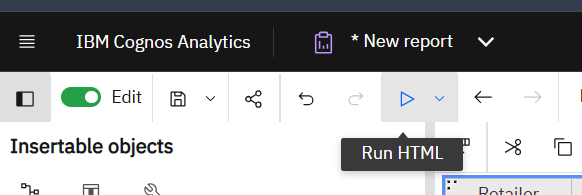 IBM Cognos Analytics
* New report
Edit
Insertable objects
Run HTML
Retailer